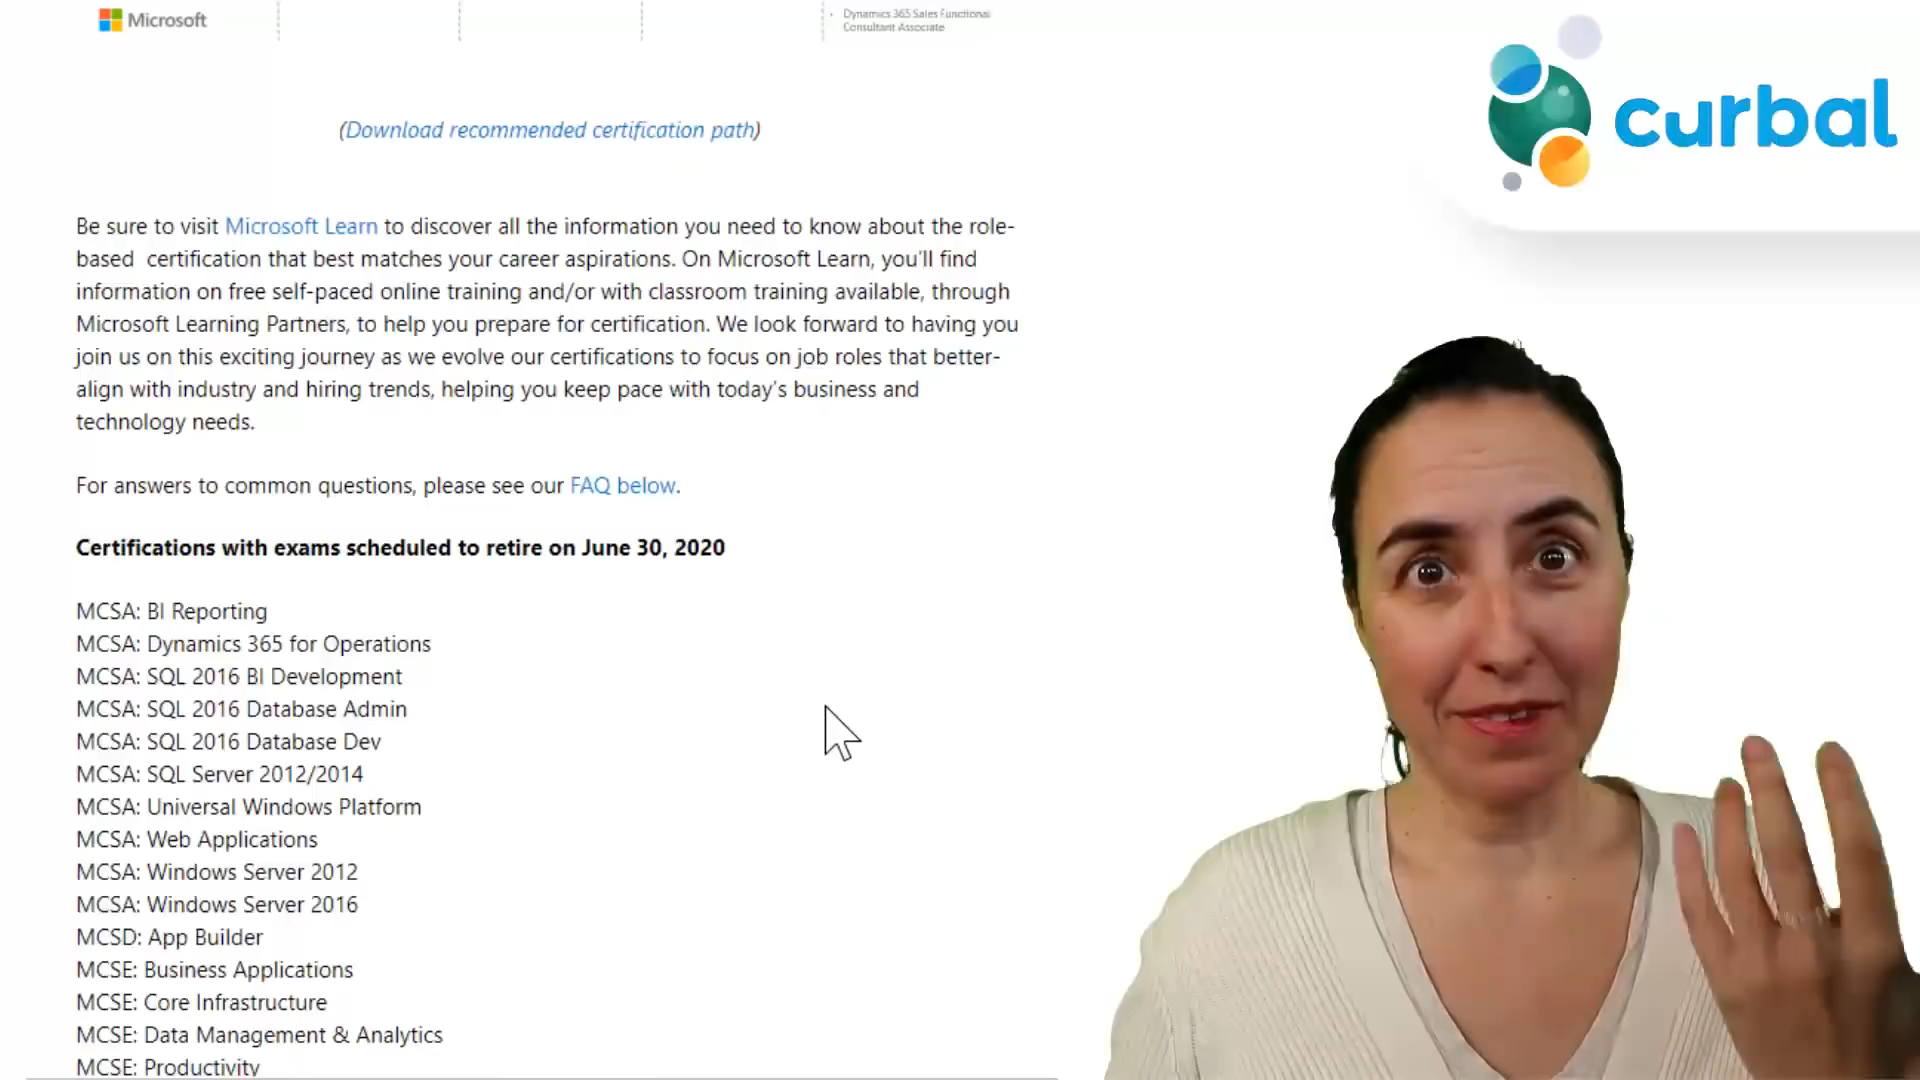 Microsoft
Dynamics 365 Sales Functional
Consultant Associate
curbal
(Download recommended certification path)
Be sure to visit Microsoft Learn to discover all the information you need to know about the role-
based  certification that best matches your career aspirations. On Microsoft Learn, you'll find
information on free self-paced online training and/or with classroom training available, through
Microsoft Learning Partners, to help you prepare for certification. We look forward to having you
join us on this exciting journey as we evolve our certifications to focus on job roles that better-
align with industry and hiring trends, helping you keep pace with today's business and
technology needs.
For answers to common questions, please see our FAQ below.
Certifications with exams scheduled to retire on June 30, 2020
MCSA: BI Reporting
MCSA: Dynamics 365 for Operations
MCSA: SQL 2016 BI Development
MCSA: SQL 2016 Database Admin
MCSA: SQL 2016 Database Dev
MCSA: SQL Server 2012/2014
MCSA: Universal Windows Platform
MCSA: Web Applications
MCSA: Windows Server 2012
MCSA: Windows Server 2016
MCSD: App Builder
MCSE: Business Applications
MCSE: Core Infrastructure
MCSE: Data Management & Analytics
MCSE: Productivity